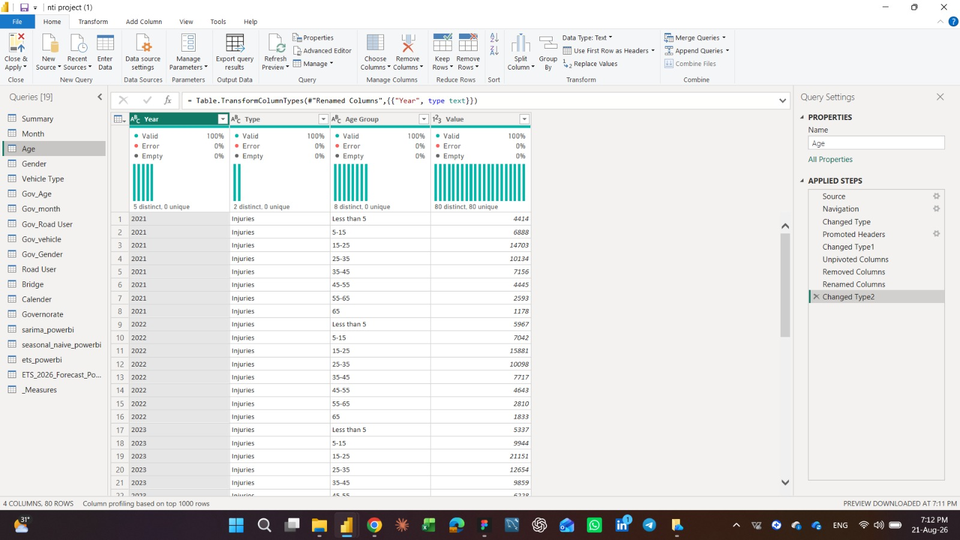 nti project (1)
File Home Transform Add Column View Tools Help
Close & Apply New Source Recent Sources Enter Data Data source settings Manage Parameters Export query results Refresh Preview Properties Advanced Editor Manage Choose Columns Remove Columns Keep Rows Remove Rows Split Column Group By Data Type: Text Use First Row as Headers Replace Values Merge Queries Append Queries Combine Files
Close New Query Data Sources Parameters Output Data Query Manage Columns Reduce Rows Sort Transform Combine
Queries [19]
Summary
Month
Age
Gender
Vehicle Type
Gov_Age
Gov_month
Gov_Road User
Gov_vehicle
Gov_Gender
Road User
Bridge
Calender
Governorate
sarima_powerbi
seasonal_naive_powerbi
ets_powerbi
ETS_2026_Forecast_Po...
_Measures
fx = Table.TransformColumnTypes(#"Renamed Columns",{{"Year", type text}})
ABC Year ABC Type ABC Age Group 123 Value
Valid 100% Valid 100% Valid 100% Valid 100%
Error 0% Error 0% Error 0% Error 0%
Empty 0% Empty 0% Empty 0% Empty 0%
5 distinct, 0 unique 2 distinct, 0 unique 8 distinct, 0 unique 80 distinct, 80 unique
1 2021 Injuries Less than 5 4414
2 2021 Injuries 5-15 6888
3 2021 Injuries 15-25 14703
4 2021 Injuries 25-35 10134
5 2021 Injuries 35-45 7156
6 2021 Injuries 45-55 4445
7 2021 Injuries 55-65 2593
8 2021 Injuries 65 1178
9 2022 Injuries Less than 5 5967
10 2022 Injuries 5-15 7042
11 2022 Injuries 15-25 15881
12 2022 Injuries 25-35 10098
13 2022 Injuries 35-45 7717
14 2022 Injuries 45-55 4643
15 2022 Injuries 55-65 2810
16 2022 Injuries 65 1833
17 2023 Injuries Less than 5 5337
18 2023 Injuries 5-15 9944
19 2023 Injuries 15-25 21151
20 2023 Injuries 25-35 12654
21 2023 Injuries 35-45 9859
22 2023 Injuries 45-55 6228
Query Settings
PROPERTIES
Name
Age
All Properties
APPLIED STEPS
Source
Navigation
Changed Type
Promoted Headers
Changed Type1
Unpivoted Columns
Removed Columns
Renamed Columns
Changed Type2
4 COLUMNS, 80 ROWS Column profiling based on top 1000 rows PREVIEW DOWNLOADED AT 7:11 PM
31° ENG 7:12 PM
21-Aug-26